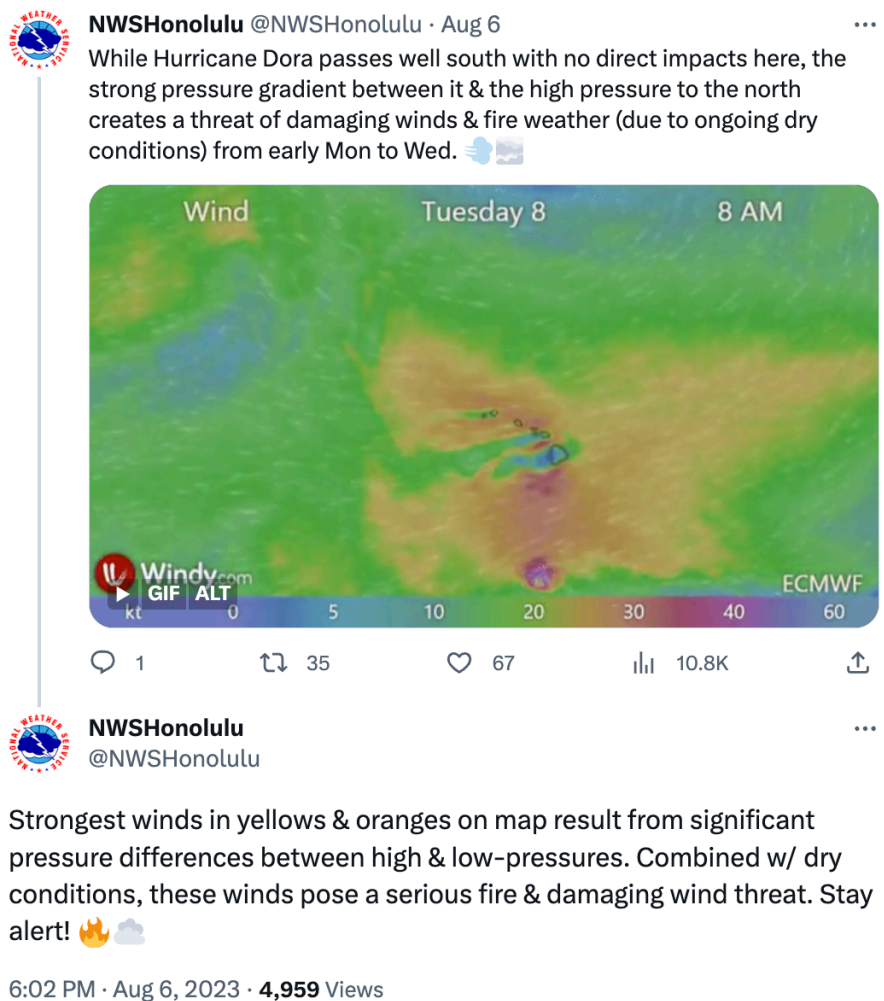 NWSHonolulu @NWSHonolulu · Aug 6
While Hurricane Dora passes well south with no direct impacts here, the
strong pressure gradient between it & the high pressure to the north
creates a threat of damaging winds & fire weather (due to ongoing dry
conditions) from early Mon to Wed. 💨🌫️
Wind Tuesday 8 8 AM
Windy.com ECMWF
GIF ALT
kt 0 5 10 20 30 40 60
1 35 67 10.8K
NATIONAL WEATHER SERVICE
NWSHonolulu
@NWSHonolulu
Strongest winds in yellows & oranges on map result from significant
pressure differences between high & low-pressures. Combined w/ dry
conditions, these winds pose a serious fire & damaging wind threat. Stay
alert! 🔥☁️
6:02 PM · Aug 6, 2023 · 4,959 Views